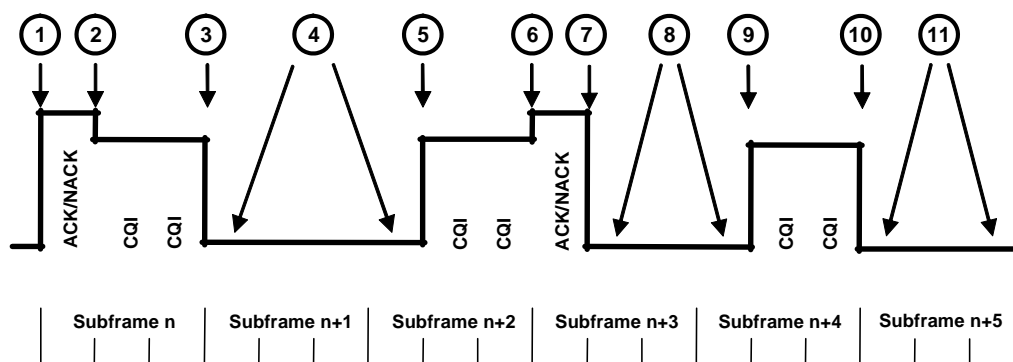 1 2 3 4 5 6 7 8 9 10 11
ACK/NACK
CQI
CQI
CQI
CQI
ACK/NACK
CQI
CQI
Subframe n Subframe n+1 Subframe n+2 Subframe n+3 Subframe n+4 Subframe n+5